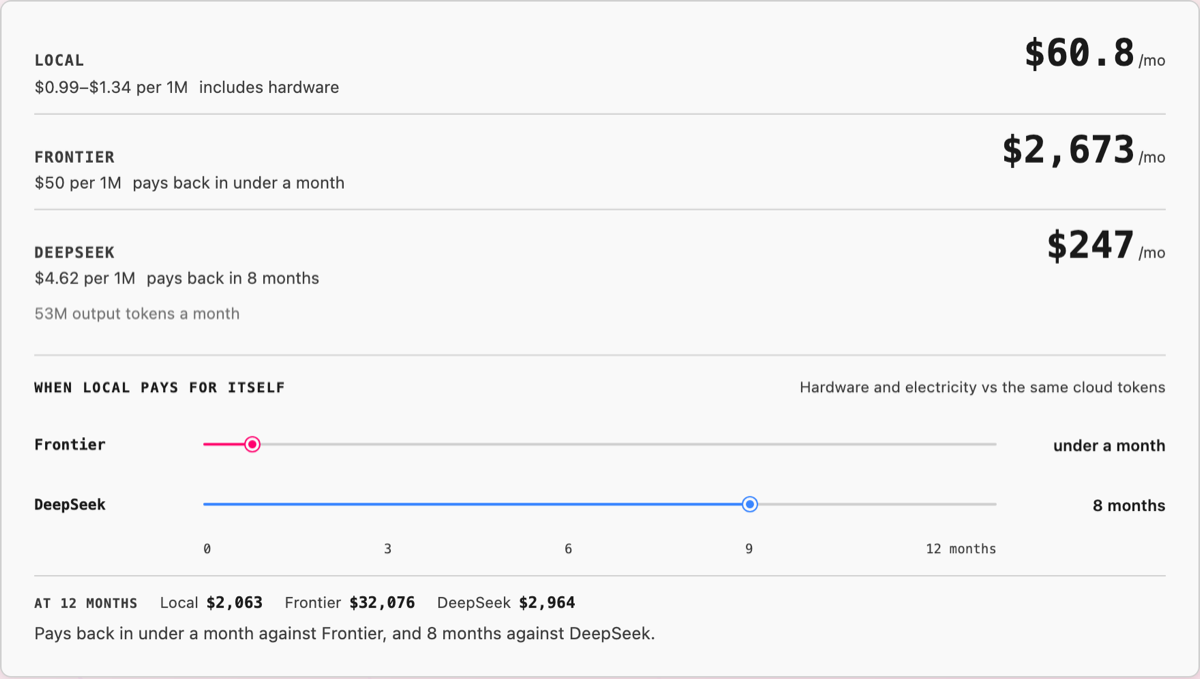 LOCAL
$60.8/mo
$0.99–$1.34 per 1M includes hardware
FRONTIER
$2,673/mo
$50 per 1M pays back in under a month
DEEPSEEK
$247/mo
$4.62 per 1M pays back in 8 months
53M output tokens a month
WHEN LOCAL PAYS FOR ITSELF
Hardware and electricity vs the same cloud tokens
Frontier
under a month
DeepSeek
8 months
0 3 6 9 12 months
AT 12 MONTHS Local $2,063 Frontier $32,076 DeepSeek $2,964
Pays back in under a month against Frontier, and 8 months against DeepSeek.